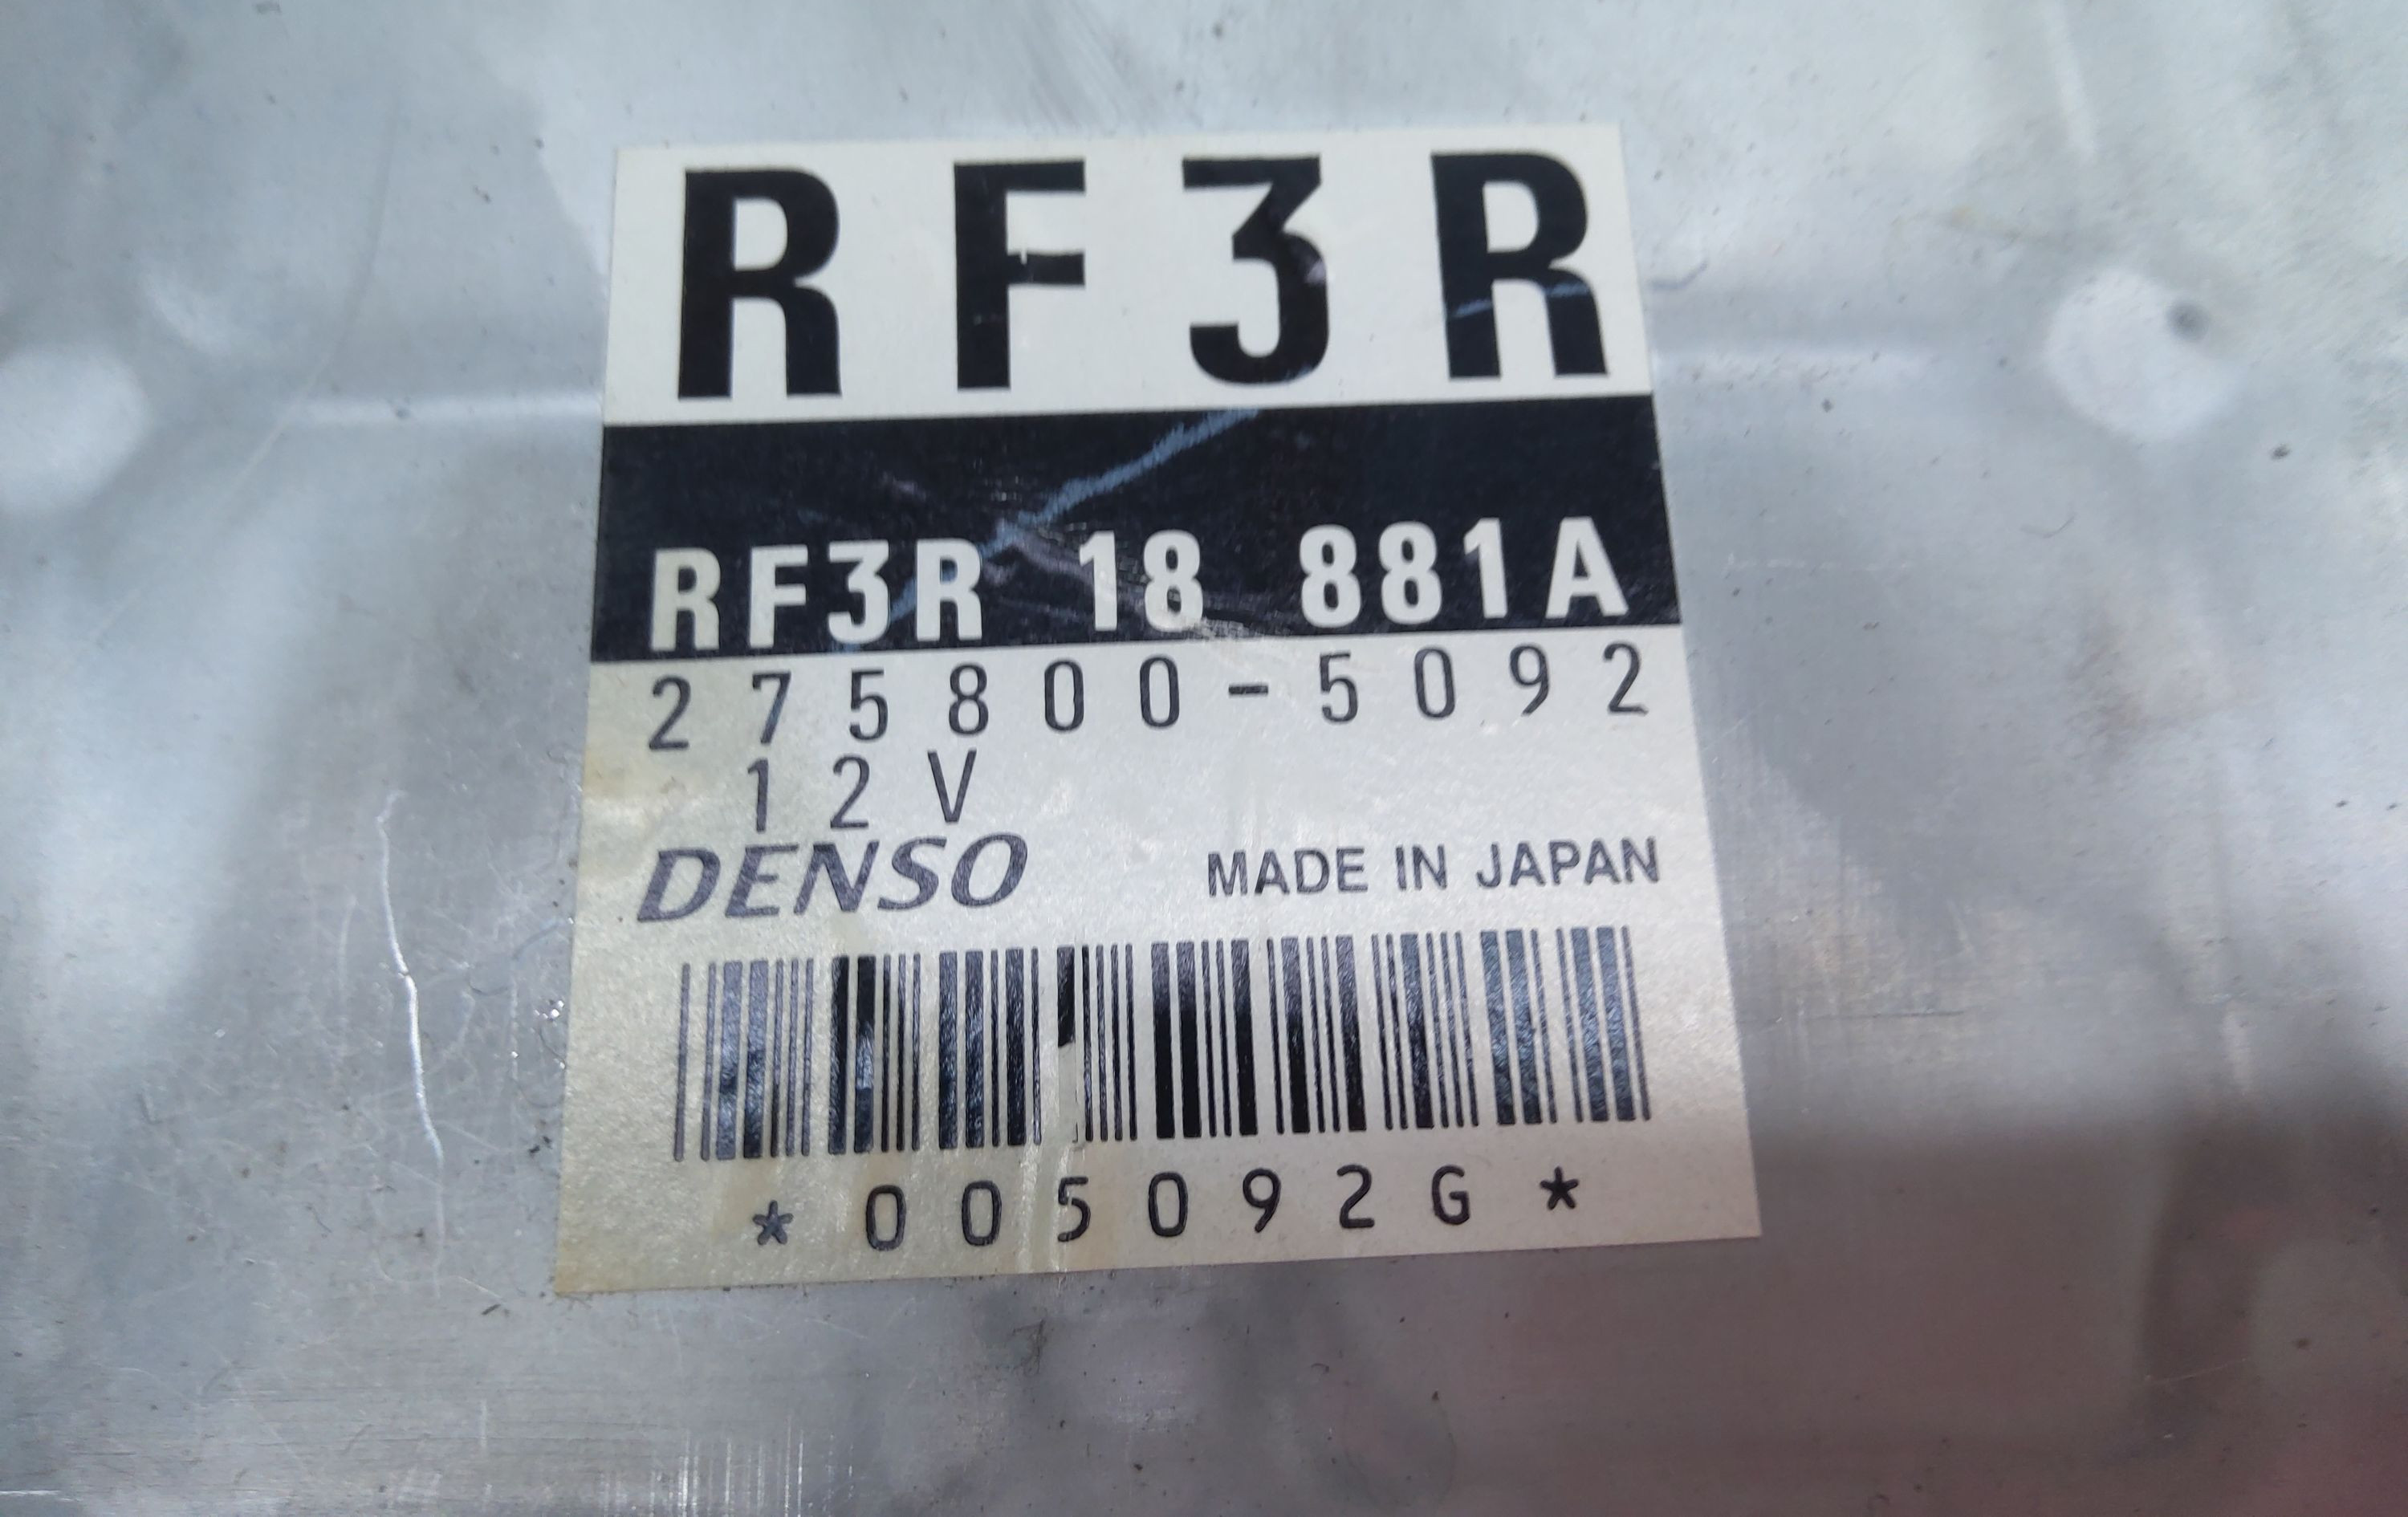 RF3R
RF3R 18 881A
275800-5092
12V
DENSO MADE IN JAPAN
*005092G*